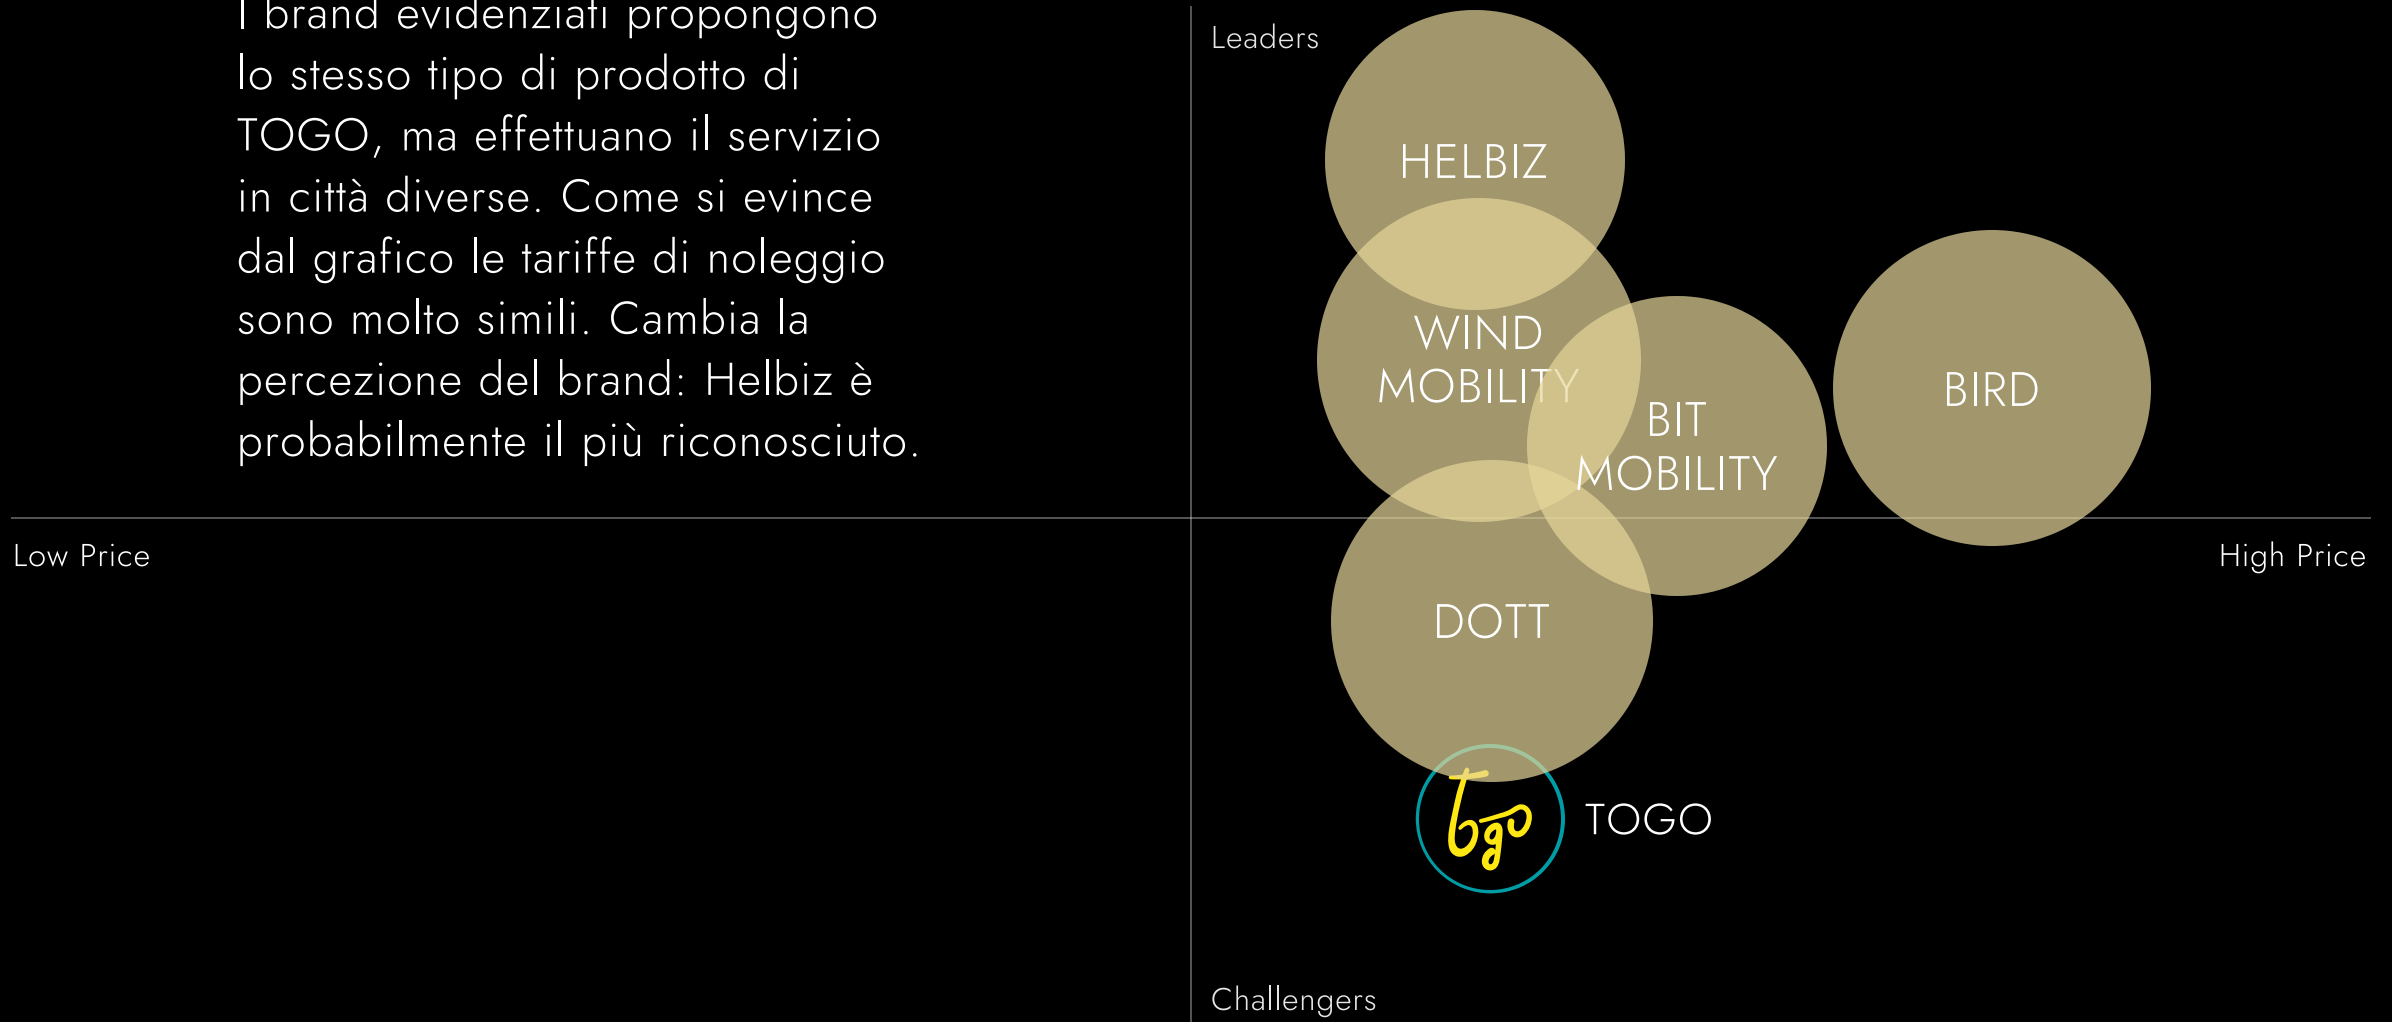 I brand evidenziati propongono
lo stesso tipo di prodotto di
TOGO, ma effettuano il servizio
in città diverse. Come si evince
dal grafico le tariffe di noleggio
sono molto simili. Cambia la
percezione del brand: Helbiz è
probabilmente il più riconosciuto.
Leaders
HELBIZ
WIND
MOBILITY
BIT
MOBILITY
BIRD
Low Price
High Price
DOTT
togo
TOGO
Challengers